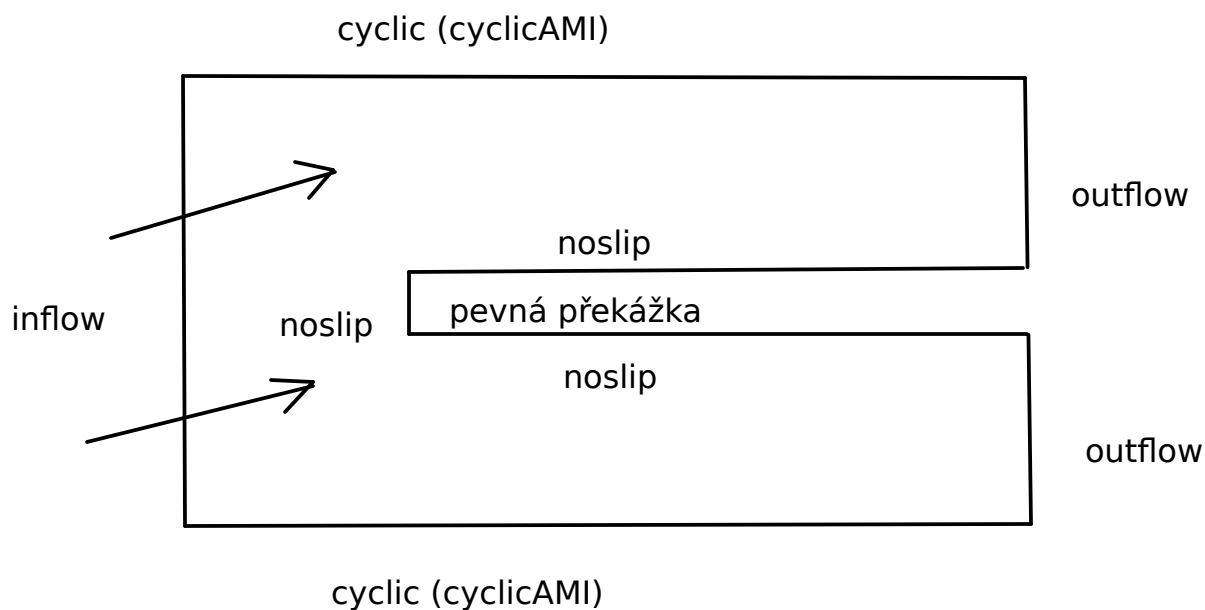 cyclic (cyclicAMI)
outflow
noslip
pevná překážka
inflow
noslip
noslip
outflow
cyclic (cyclicAMI)